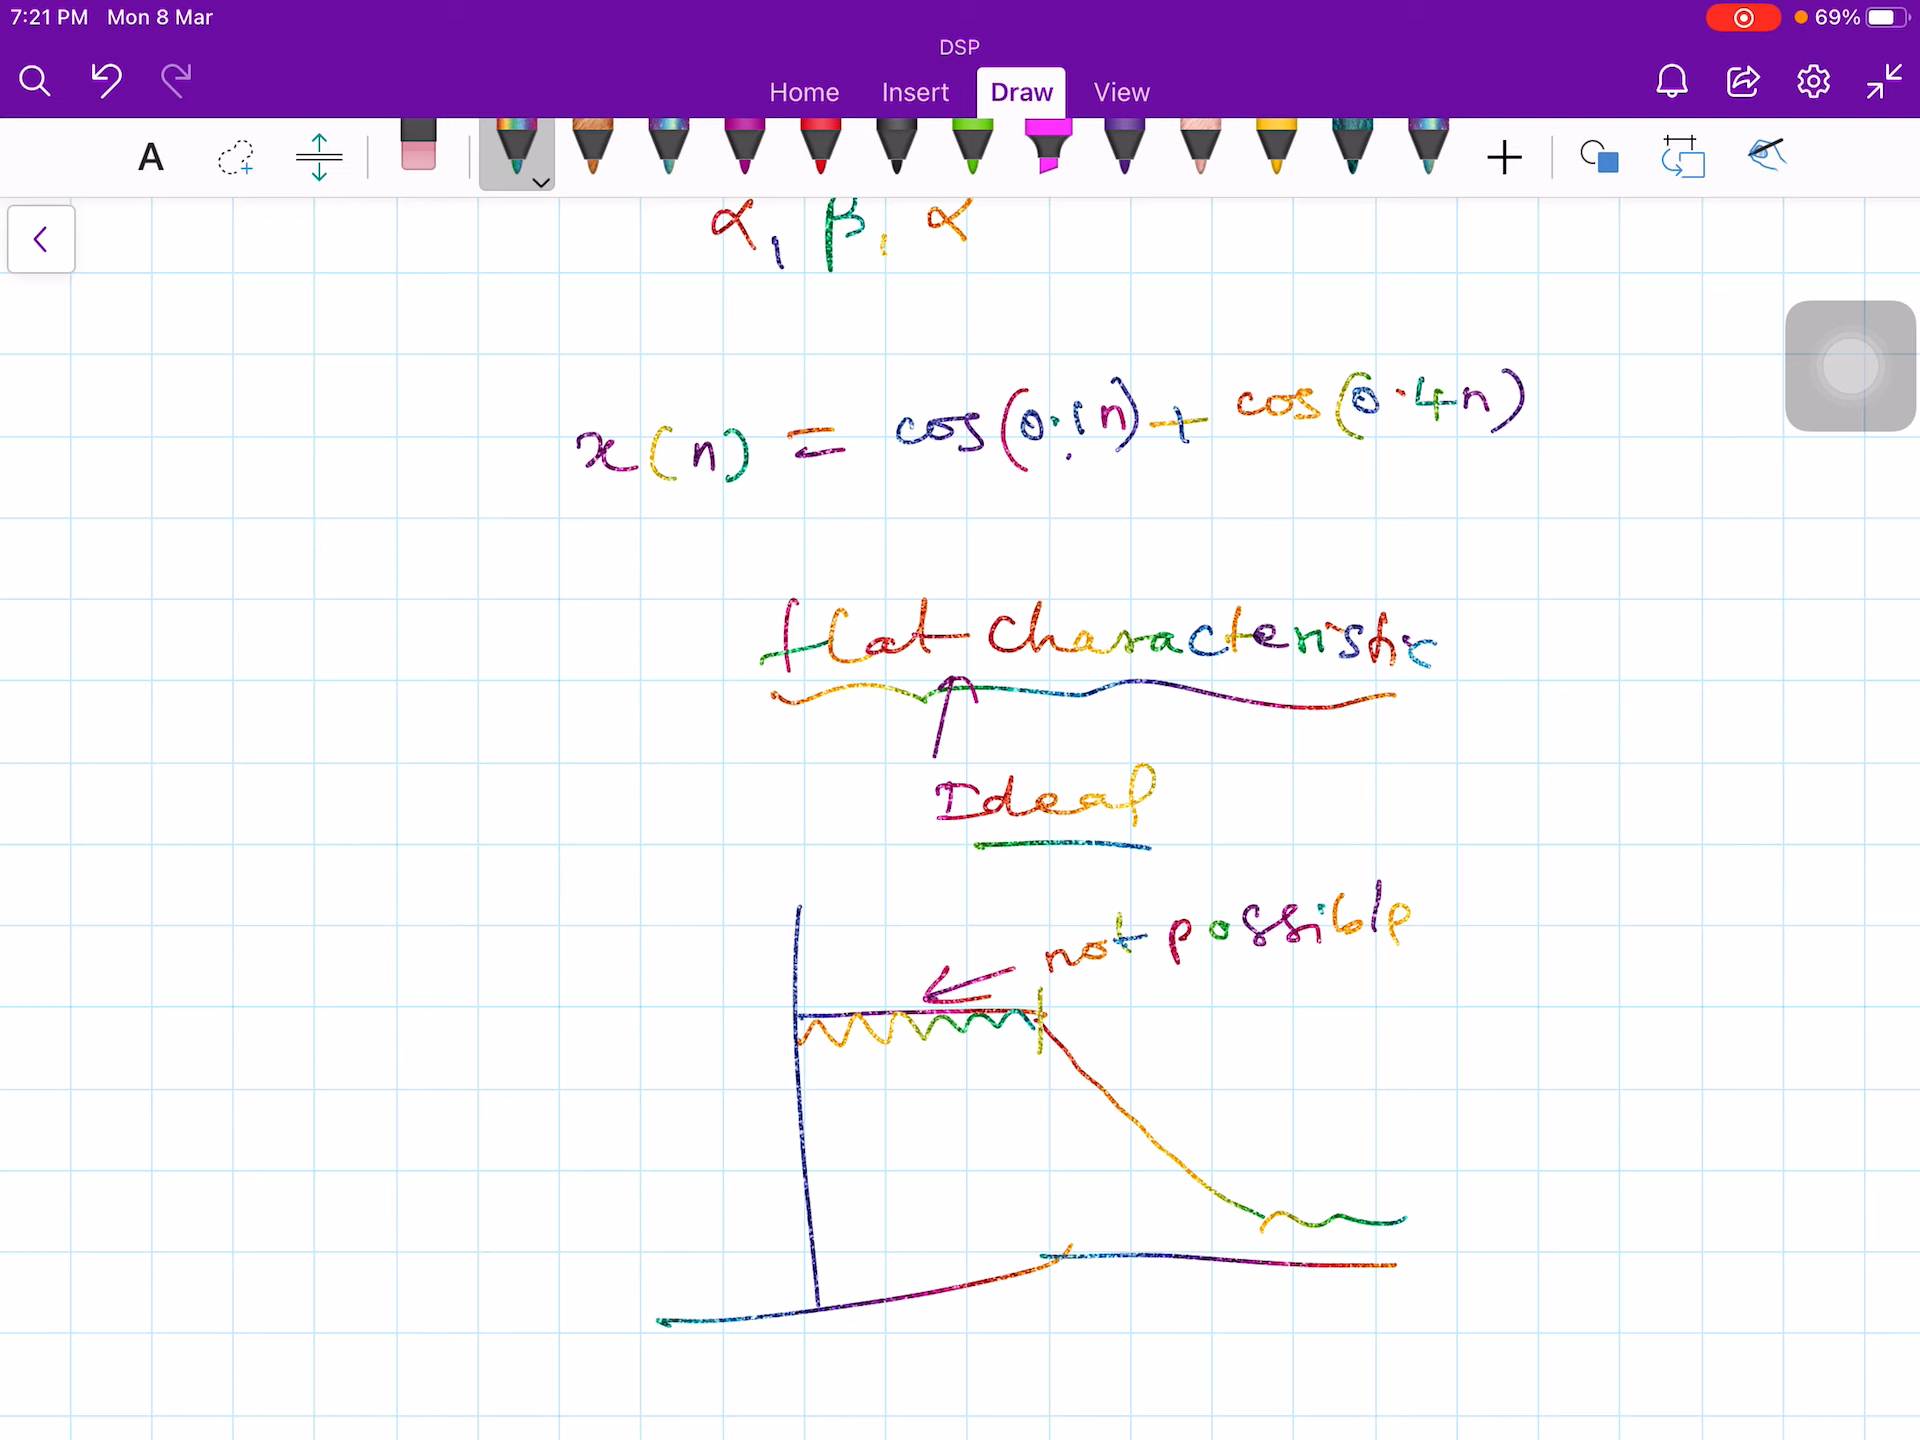 7:21 PM Mon 8 Mar
69%
DSP
Home Insert Draw View
A
α, β, α
x(n) = cos(0.1n) + cos(0.4n)
flat characteristic
Ideal
not possible